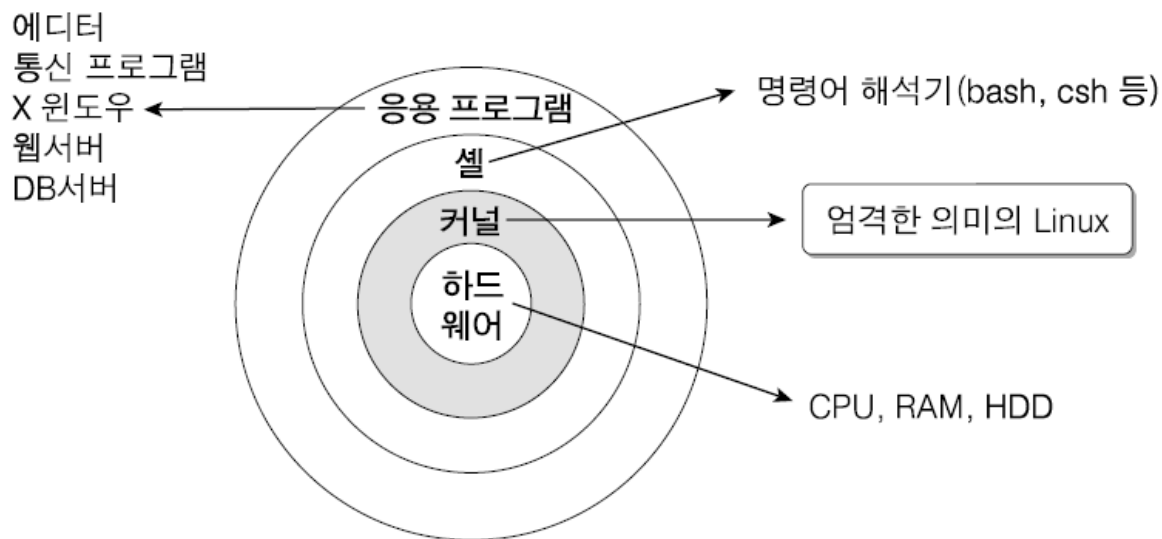 에디터
통신 프로그램
X 윈도우
웹서버
DB서버
응용 프로그램
셸
커널
하드
웨어
명령어 해석기(bash, csh 등)
엄격한 의미의 Linux
CPU, RAM, HDD